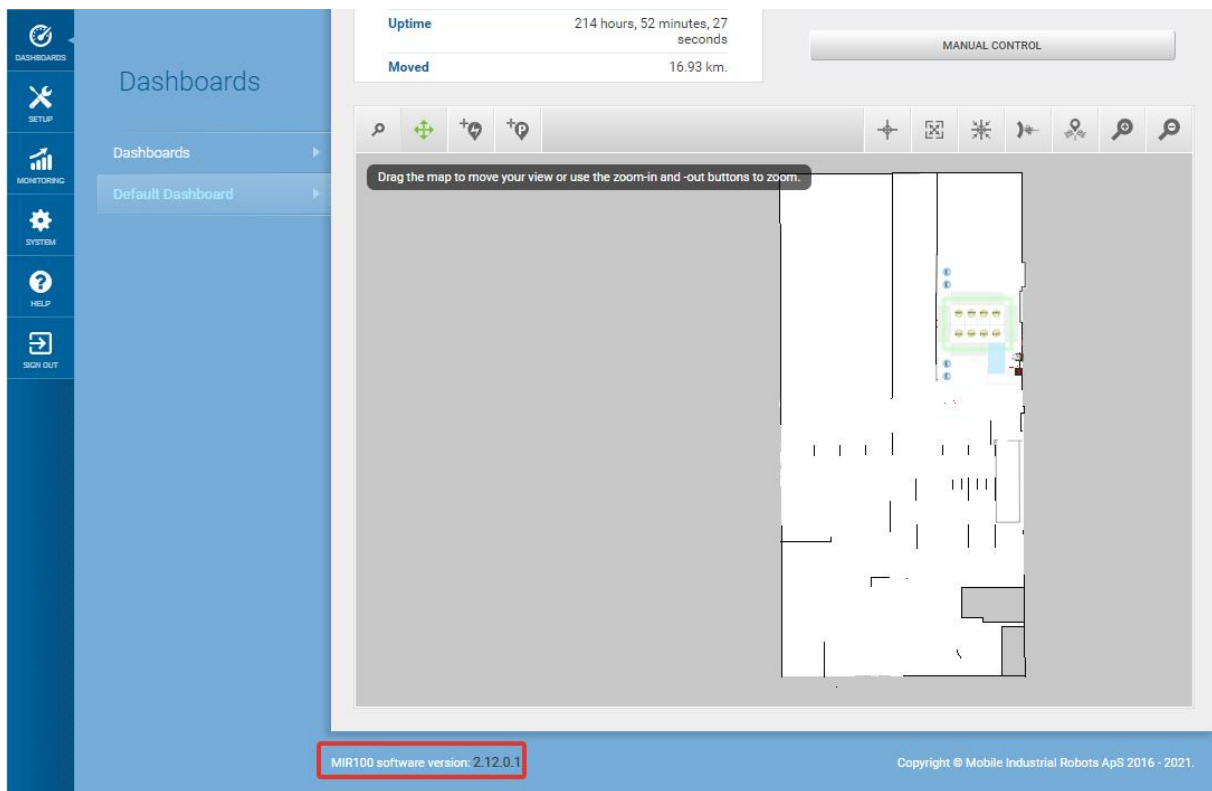 DASHBOARDS
SETUP
MONITORING
SYSTEM
HELP
SIGN OUT
Dashboards
Dashboards
Default Dashboard
Uptime 214 hours, 52 minutes, 27
seconds
Moved 16.93 km.
MANUAL CONTROL
Drag the map to move your view or use the zoom-in and -out buttons to zoom.
MIR100 software version: 2.12.0.1
Copyright © Mobile Industrial Robots ApS 2016 - 2021.